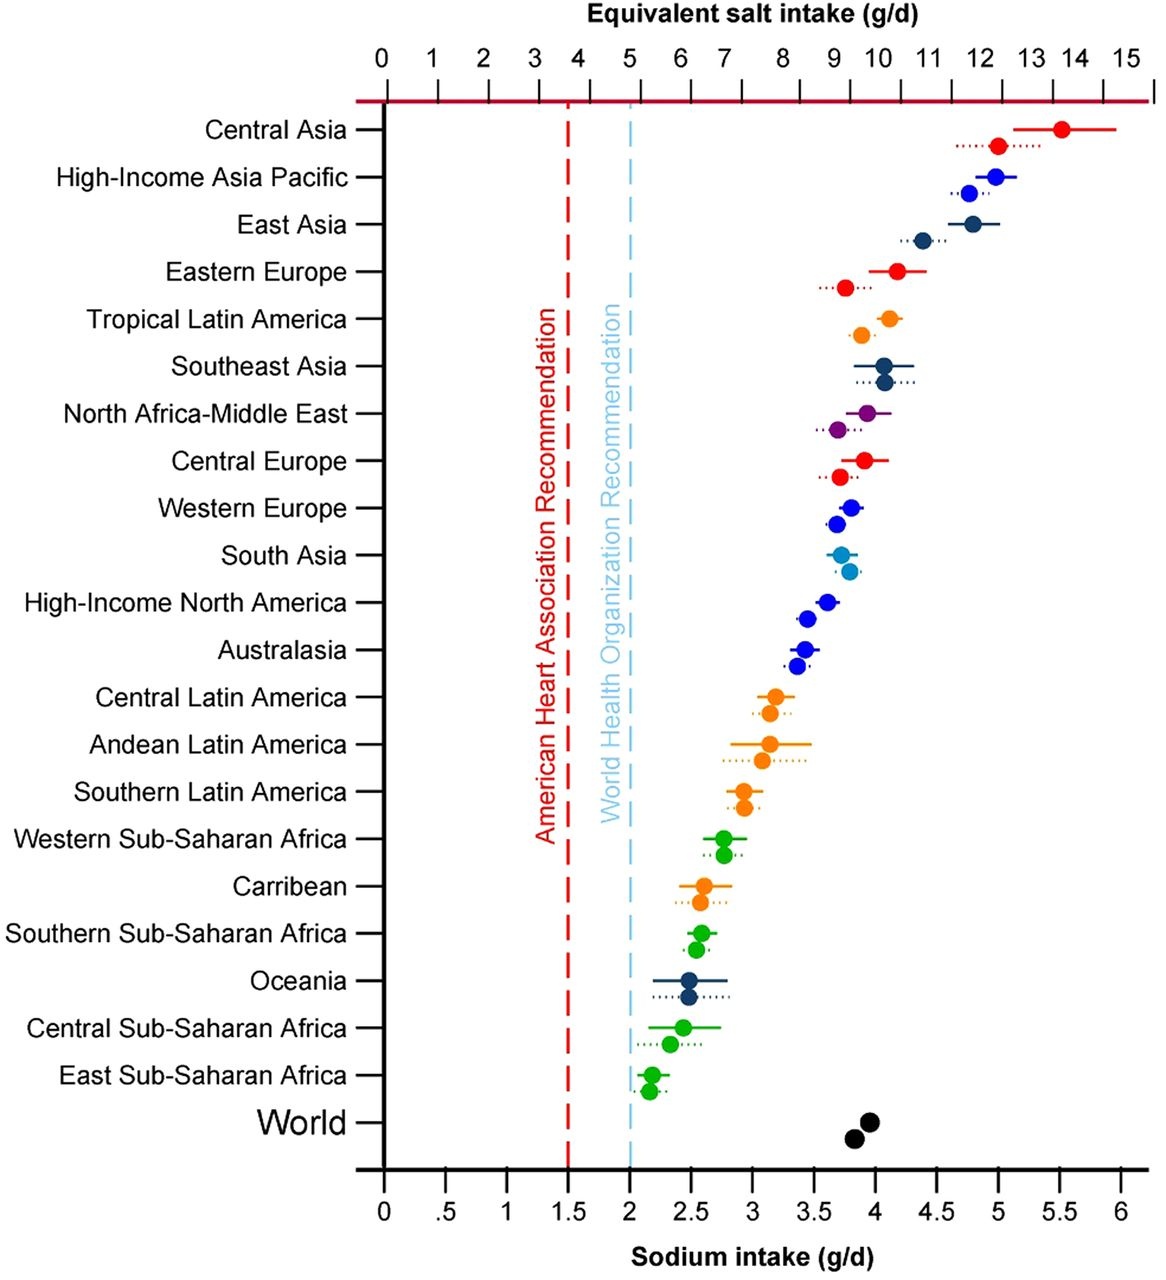 Equivalent salt intake (g/d)
0 1 2 3 4 5 6 7 8 9 10 11 12 13 14 15
Central Asia
High-Income Asia Pacific
East Asia
Eastern Europe
Tropical Latin America
Southeast Asia
North Africa-Middle East
Central Europe
Western Europe
South Asia
High-Income North America
Australasia
Central Latin America
Andean Latin America
Southern Latin America
Western Sub-Saharan Africa
Carribean
Southern Sub-Saharan Africa
Oceania
Central Sub-Saharan Africa
East Sub-Saharan Africa
World
American Heart Association Recommendation
World Health Organization Recommendation
0 .5 1 1.5 2 2.5 3 3.5 4 4.5 5 5.5 6
Sodium intake (g/d)